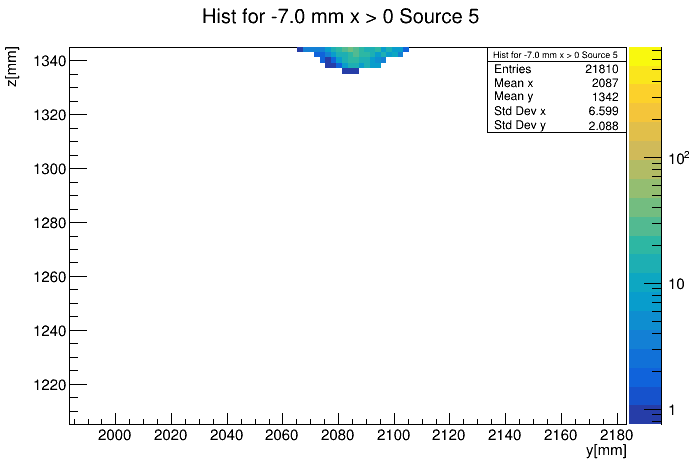 Hist for -7.0 mm x > 0 Source 5
z[mm]
Hist for -7.0 mm x > 0 Source 5
Entries 21810
Mean x 2087
Mean y 1342
Std Dev x 6.599
Std Dev y 2.088
1340
1320
1300
1280
1260
1240
1220
2000 2020 2040 2060 2080 2100 2120 2140 2160 2180
y[mm]
10²
10
1